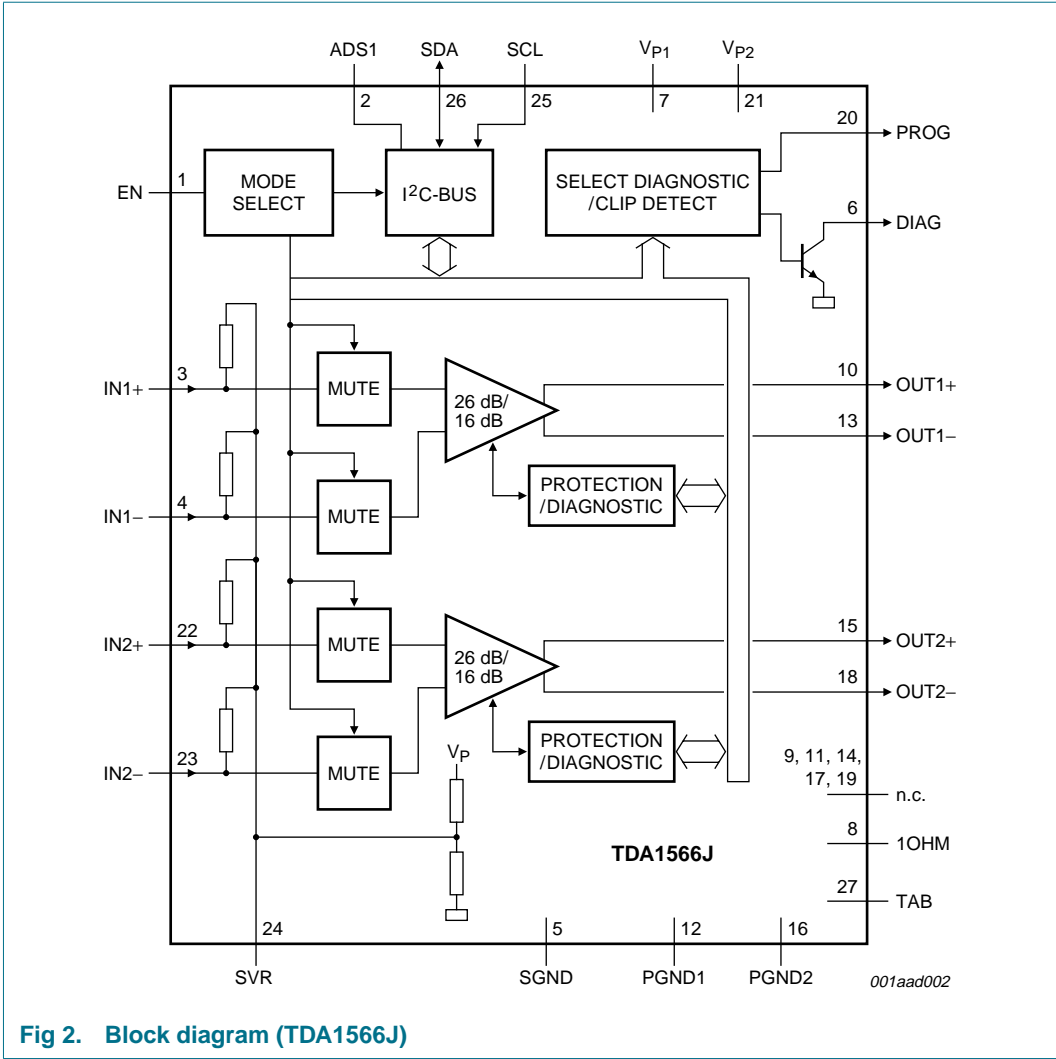 ADS1 SDA SCL VP1 VP2
2 26 25 7 21
20
PROG
1
EN
MODE
SELECT
I2C-BUS
SELECT DIAGNOSTIC
/CLIP DETECT
6
DIAG
3
IN1+
MUTE
26 dB/
16 dB
10
OUT1+
13
OUT1−
4
IN1−
MUTE
PROTECTION
/DIAGNOSTIC
22
IN2+
MUTE
26 dB/
16 dB
15
OUT2+
18
OUT2−
23
IN2−
MUTE
VP
PROTECTION
/DIAGNOSTIC
9, 11, 14,
17, 19
n.c.
8
1OHM
TDA1566J
27
TAB
24 5 12 16
SVR SGND PGND1 PGND2
001aad002
Fig 2. Block diagram (TDA1566J)